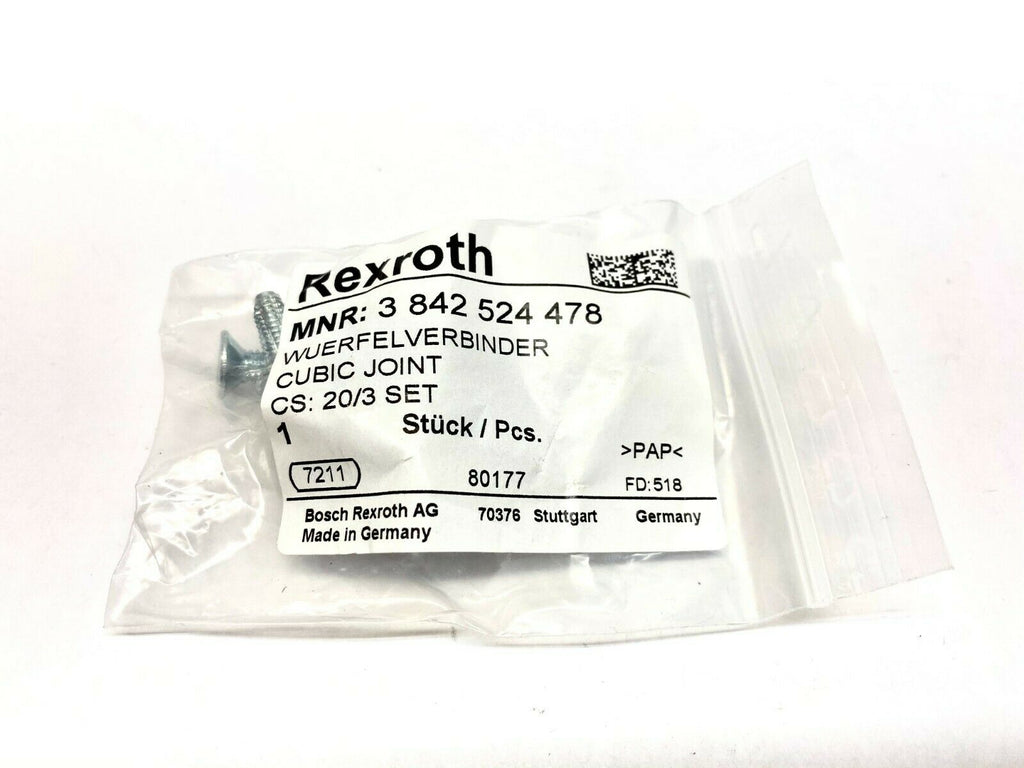 Rexroth
MNR: 3 842 524 478
WUERFELVERBINDER
CUBIC JOINT
CS: 20/3 SET
1 Stück / Pcs.
>PAP<
7211 80177 FD:518
Bosch Rexroth AG 70376 Stuttgart Germany
Made in Germany